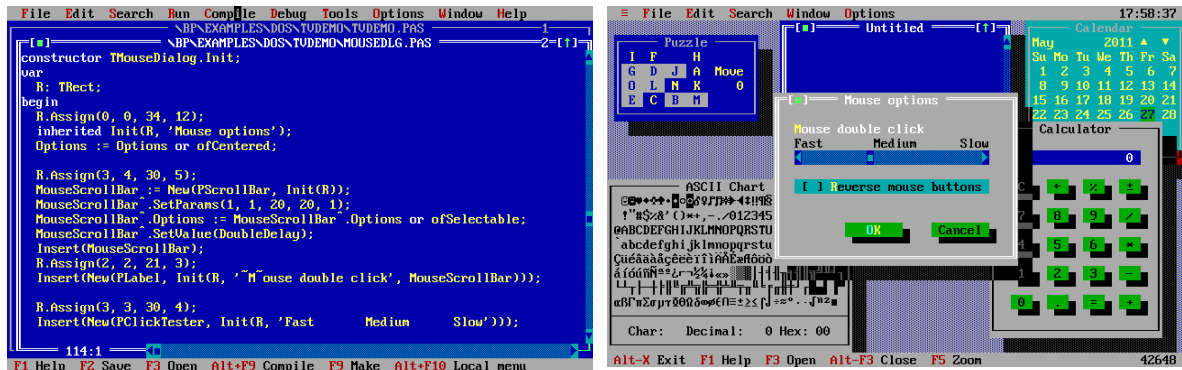 File Edit Search Run Compile Debug Tools Options Window Help
\BP\EXAMPLES\DOS\TVDEMO\TVDEMO.PAS 1
[■] \BP\EXAMPLES\DOS\TVDEMO\MOUSEDLG.PAS 2=[↑]
constructor TMouseDialog.Init;
var
R: TRect;
begin
R.Assign(0, 0, 34, 12);
inherited Init(R, 'Mouse options');
Options := Options or ofCentered;
R.Assign(3, 4, 30, 5);
MouseScrollBar := New(PScrollBar, Init(R));
MouseScrollBar^.SetParams(1, 1, 20, 20, 1);
MouseScrollBar^.Options := MouseScrollBar^.Options or ofSelectable;
MouseScrollBar^.SetValue(DoubleDelay);
Insert(MouseScrollBar);
R.Assign(2, 2, 21, 3);
Insert(New(PLabel, Init(R, '~M~ouse double click', MouseScrollBar)));
R.Assign(3, 3, 30, 4);
Insert(New(PClickTester, Init(R, 'Fast Medium Slow')));
114:1
F1 Help F2 Save F3 Open Alt+F9 Compile F9 Make Alt+F10 Local menu
≡ File Edit Search Window Options 17:58:37
Puzzle
I F H
G D J A Move
O L N K 0
E C B M
[■] Untitled [↑]
Calendar
May 2011 ▲ ▼
Su Mo Tu We Th Fr Sa
1 2 3 4 5 6 7
8 9 10 11 12 13 14
15 16 17 18 19 20 21
22 23 24 25 26 27 28
[■] Mouse options
Mouse double click
Fast Medium Slow
[ ] Reverse mouse buttons
OK Cancel
Calculator
0
C ← % ±
7 8 9 /
4 5 6 *
1 2 3 -
0 . = +
ASCII Chart
!"#$%&'()*+,-./012345
@ABCDEFGHIJKLMNOPQRSTU
`abcdefghijklmnopqrstu
Char: Decimal: 0 Hex: 00
Alt-X Exit F1 Help F3 Open Alt-F3 Close F5 Zoom 42648